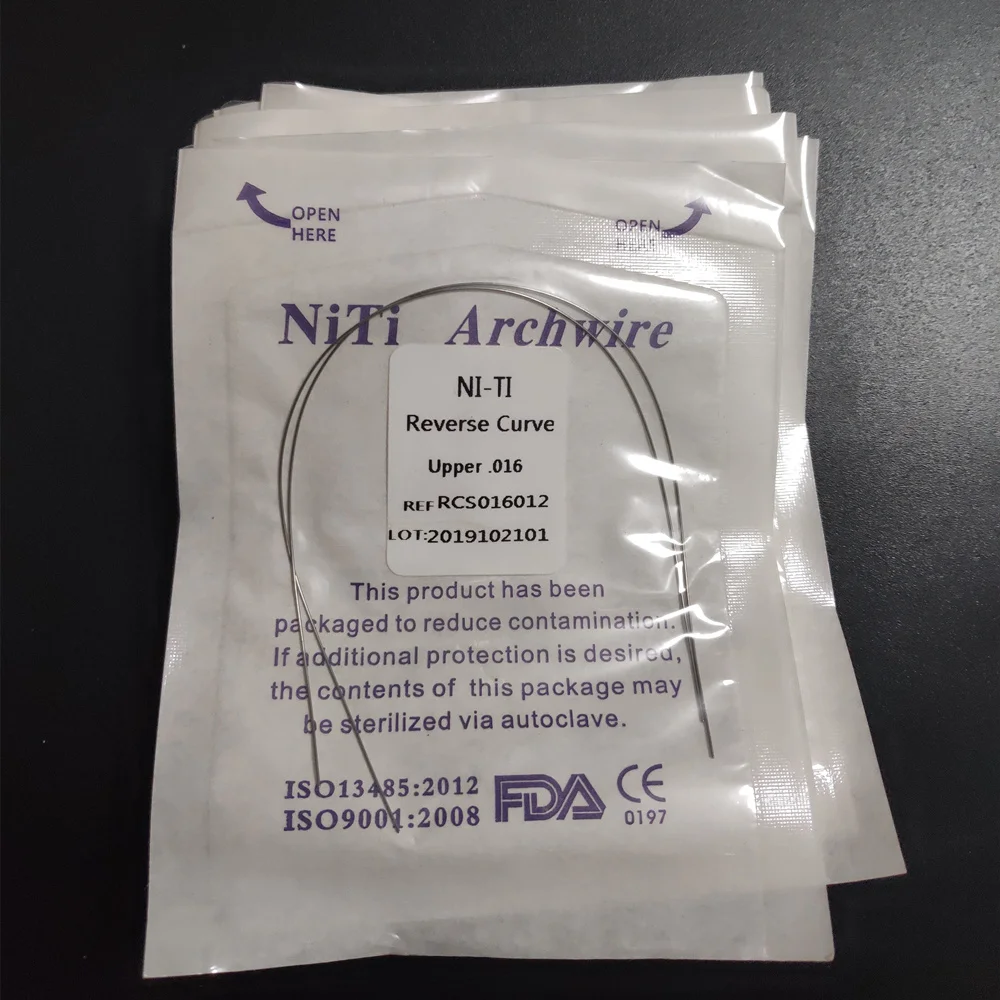 OPEN
HERE
OPEN
HERE
NiTi Archwire
NI-TI
Reverse Curve
Upper .016
REF RCS016012
LOT:2019102101
This product has been
packaged to reduce contamination.
If additional protection is desired,
the contents of this package may
be sterilized via autoclave.
ISO13485:2012
ISO9001:2008
FDA
CE
0197